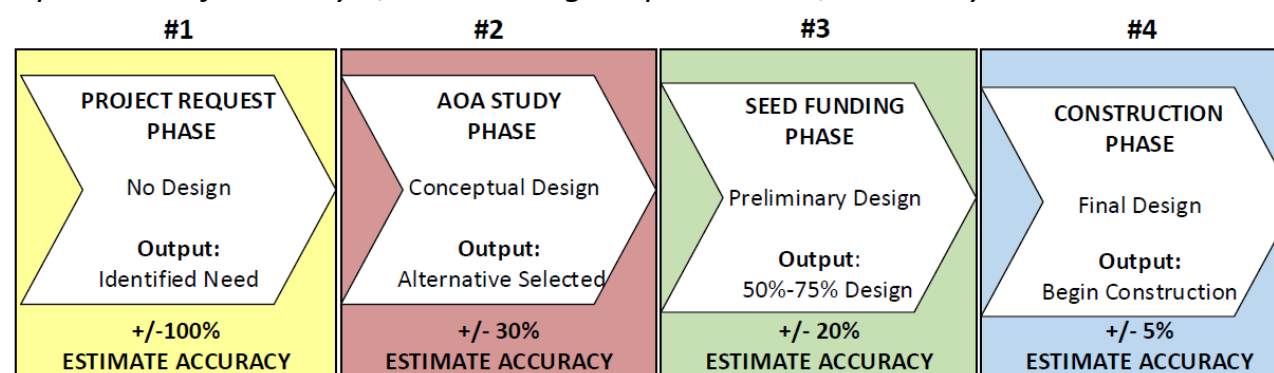 #1
PROJECT REQUEST
PHASE
No Design
Output:
Identified Need
+/-100%
ESTIMATE ACCURACY
#2
AOA STUDY
PHASE
Conceptual Design
Output:
Alternative Selected
+/- 30%
ESTIMATE ACCURACY
#3
SEED FUNDING
PHASE
Preliminary Design
Output:
50%-75% Design
+/- 20%
ESTIMATE ACCURACY
#4
CONSTRUCTION
PHASE
Final Design
Output:
Begin Construction
+/- 5%
ESTIMATE ACCURACY